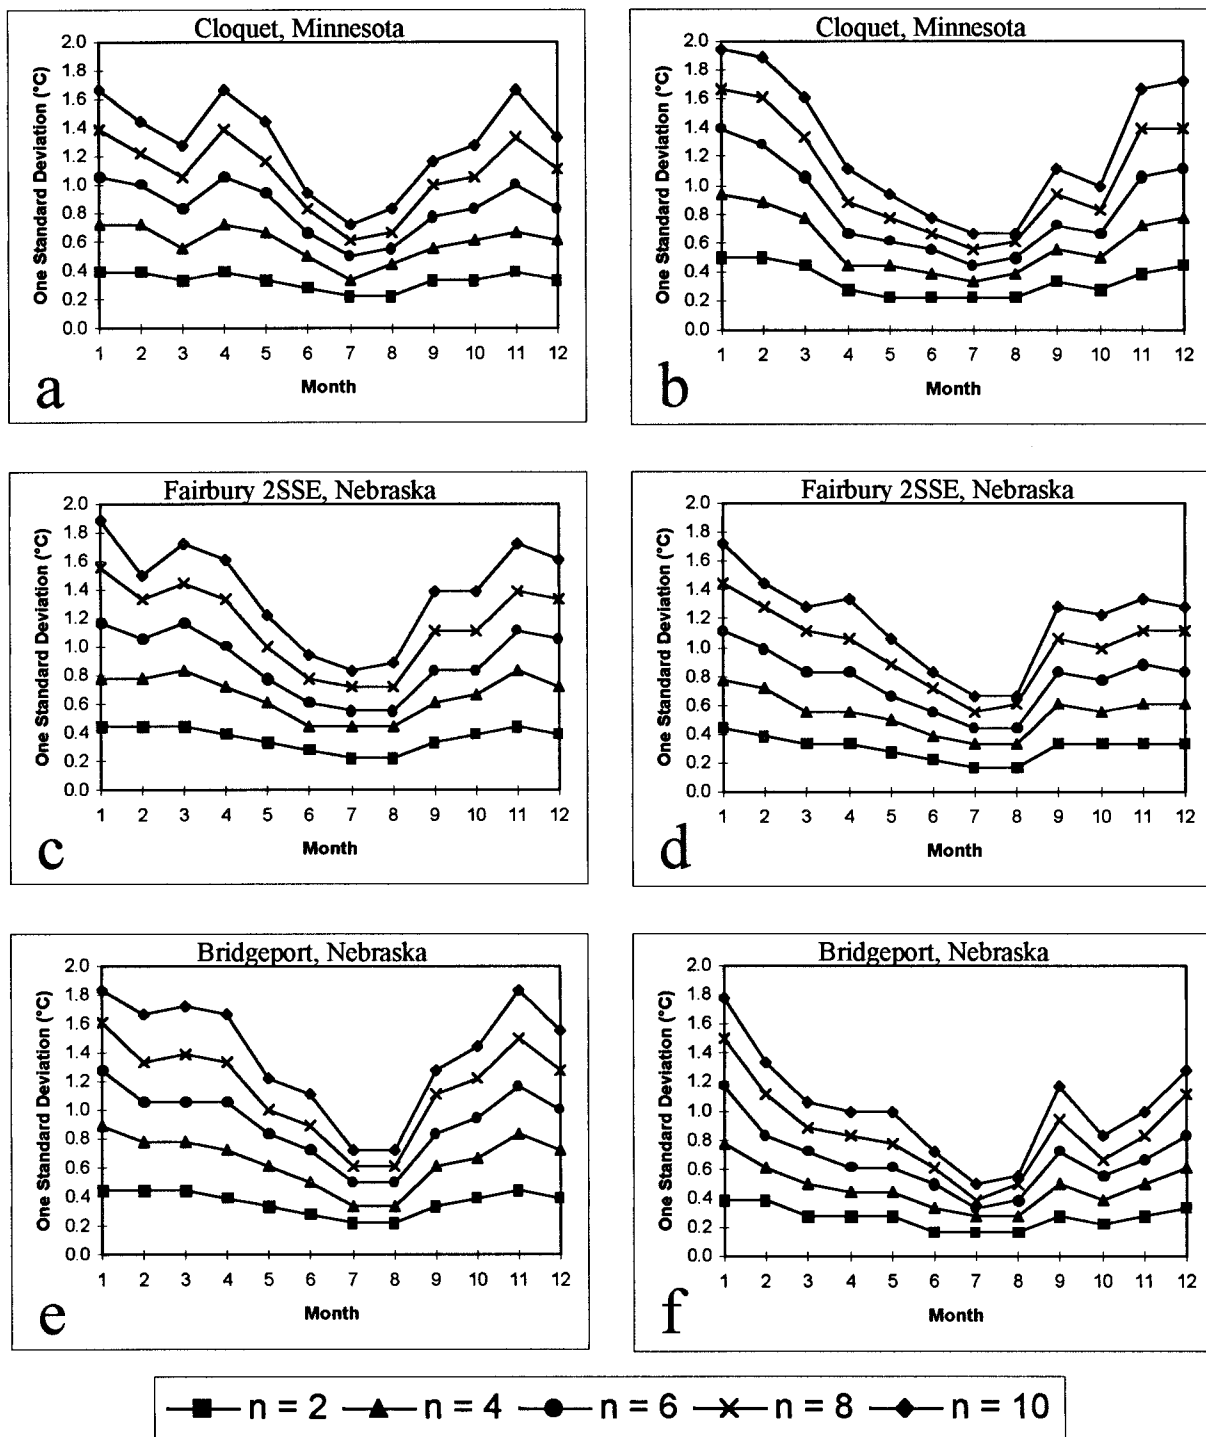 Cloquet, Minnesota
One Standard Deviation (°C)
2.0
1.8
1.6
1.4
1.2
1.0
0.8
0.6
0.4
0.2
0.0
1 2 3 4 5 6 7 8 9 10 11 12
Month
a
Cloquet, Minnesota
One Standard Deviation (°C)
2.0
1.8
1.6
1.4
1.2
1.0
0.8
0.6
0.4
0.2
0.0
1 2 3 4 5 6 7 8 9 10 11 12
Month
b
Fairbury 2SSE, Nebraska
One Standard Deviation (°C)
2.0
1.8
1.6
1.4
1.2
1.0
0.8
0.6
0.4
0.2
0.0
1 2 3 4 5 6 7 8 9 10 11 12
Month
c
Fairbury 2SSE, Nebraska
One Standard Deviation (°C)
2.0
1.8
1.6
1.4
1.2
1.0
0.8
0.6
0.4
0.2
0.0
1 2 3 4 5 6 7 8 9 10 11 12
Month
d
Bridgeport, Nebraska
One Standard Deviation (°C)
2.0
1.8
1.6
1.4
1.2
1.0
0.8
0.6
0.4
0.2
0.0
1 2 3 4 5 6 7 8 9 10 11 12
Month
e
Bridgeport, Nebraska
One Standard Deviation (°C)
2.0
1.8
1.6
1.4
1.2
1.0
0.8
0.6
0.4
0.2
0.0
1 2 3 4 5 6 7 8 9 10 11 12
Month
f
n = 2 n = 4 n = 6 n = 8 n = 10